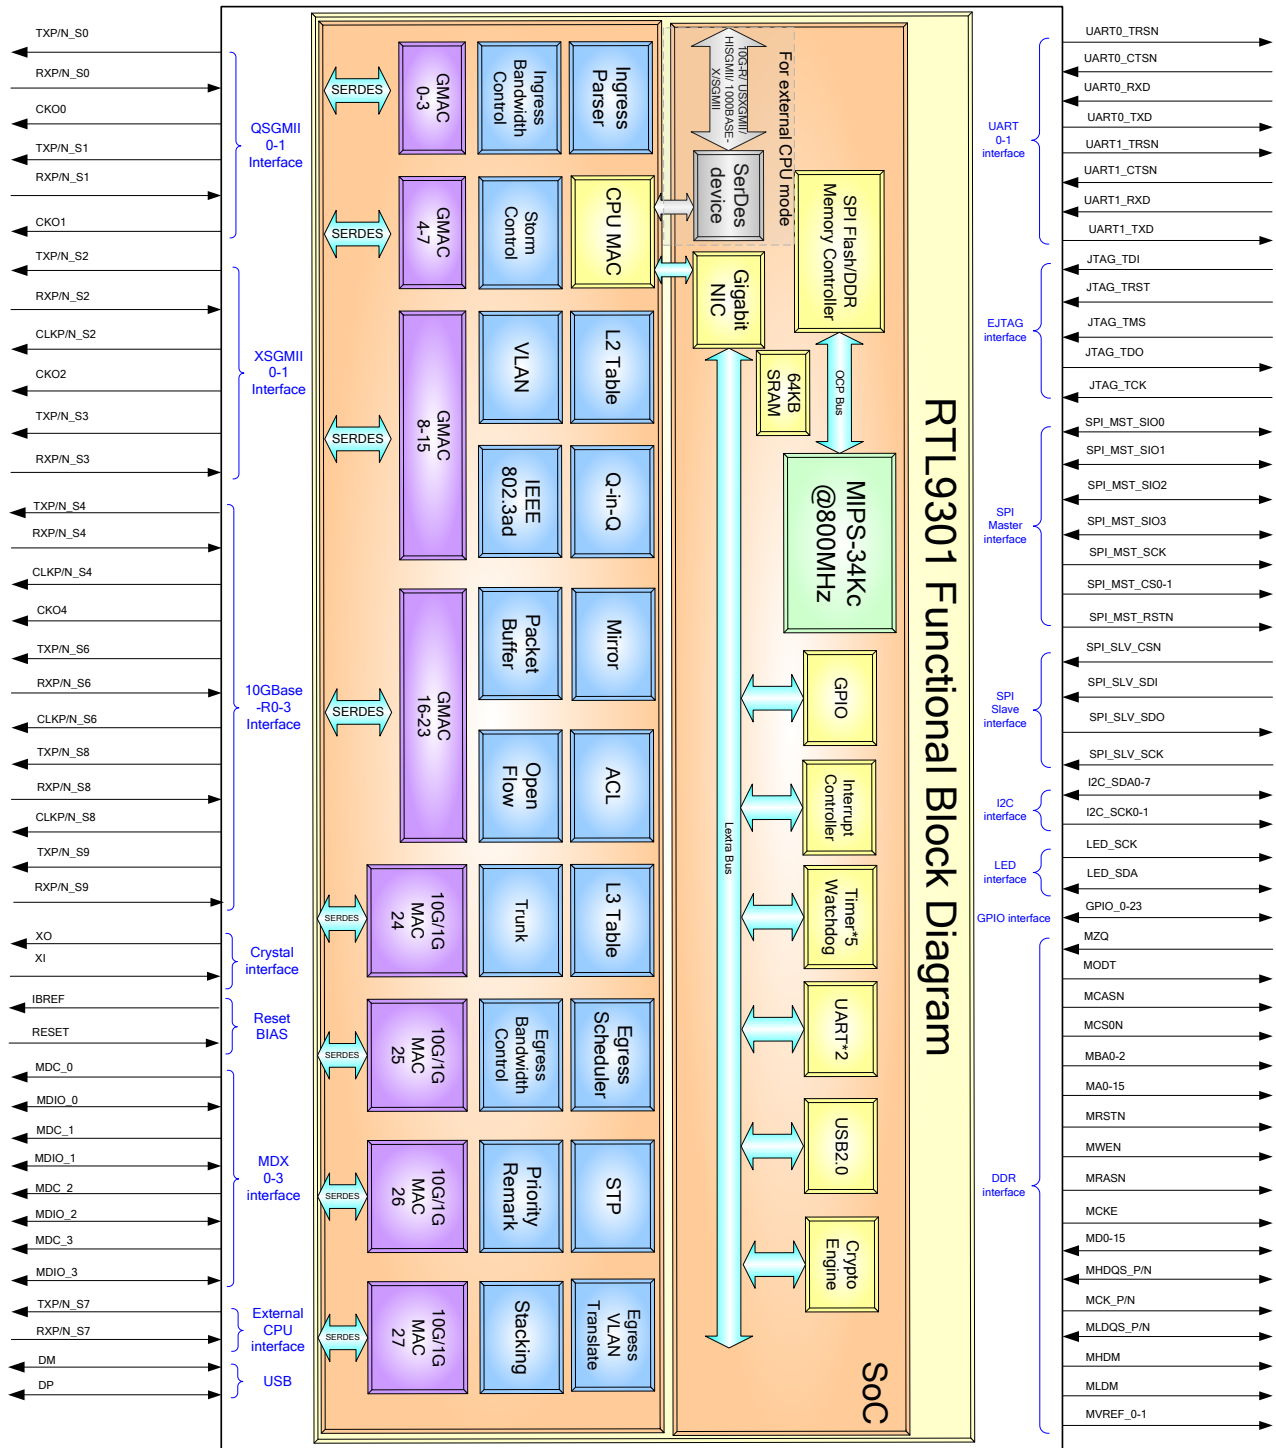 TXP/N_S0
RXP/N_S0
CKO0
TXP/N_S1
RXP/N_S1
CKO1
QSGMII
0-1
Interface
TXP/N_S2
RXP/N_S2
CLKP/N_S2
CKO2
TXP/N_S3
RXP/N_S3
XSGMII
0-1
Interface
TXP/N_S4
RXP/N_S4
CLKP/N_S4
CKO4
TXP/N_S6
RXP/N_S6
CLKP/N_S6
TXP/N_S8
RXP/N_S8
CLKP/N_S8
TXP/N_S9
RXP/N_S9
10GBase
-R0-3
Interface
XO
XI
Crystal
interface
IBREF
RESET
Reset
BIAS
MDC_0
MDIO_0
MDC_1
MDIO_1
MDC_2
MDIO_2
MDC_3
MDIO_3
MDX
0-3
interface
TXP/N_S7
RXP/N_S7
External
CPU
interface
DM
DP
USB
SERDES
SERDES
SERDES
SERDES
SERDES
SERDES
SERDES
SERDES
GMAC
0-3
GMAC
4-7
GMAC
8-15
GMAC
16-23
10G/1G
MAC
24
10G/1G
MAC
25
10G/1G
MAC
26
10G/1G
MAC
27
Ingress
Bandwidth
Control
Storm
Control
VLAN
IEEE
802.3ad
Packet
Buffer
Open
Flow
Trunk
Egress
Bandwidth
Control
Priority
Remark
Stacking
Ingress
Parser
CPU MAC
L2 Table
Q-in-Q
Mirror
ACL
L3 Table
Egress
Scheduler
STP
Egress
VLAN
Translate
10G-R/ USXGMII/
HISGMII/ 1000BASE-
X/SGMII
For external CPU mode
SerDes
device
Gigabit
NIC
SPI Flash/DDR
Memory Controller
64KB
SRAM
OCP Bus
MIPS-34Kc
@800MHz
Lextra Bus
GPIO
Interrupt
Controller
Timer*5
Watchdog
UART*2
USB2.0
Crypto
Engine
SoC
RTL9301 Functional Block Diagram
UART
0-1
interface
UART0_TRSN
UART0_CTSN
UART0_RXD
UART0_TXD
UART1_TRSN
UART1_CTSN
UART1_RXD
UART1_TXD
EJTAG
interface
JTAG_TDI
JTAG_TRST
JTAG_TMS
JTAG_TDO
JTAG_TCK
SPI
Master
interface
SPI_MST_SIO0
SPI_MST_SIO1
SPI_MST_SIO2
SPI_MST_SIO3
SPI_MST_SCK
SPI_MST_CS0-1
SPI_MST_RSTN
SPI
Slave
interface
SPI_SLV_CSN
SPI_SLV_SDI
SPI_SLV_SDO
SPI_SLV_SCK
I2C
interface
I2C_SDA0-7
I2C_SCK0-1
LED
interface
LED_SCK
LED_SDA
GPIO interface
GPIO_0-23
DDR
interface
MZQ
MODT
MCASN
MCS0N
MBA0-2
MA0-15
MRSTN
MWEN
MRASN
MCKE
MD0-15
MHDQS_P/N
MCK_P/N
MLDQS_P/N
MHDM
MLDM
MVREF_0-1